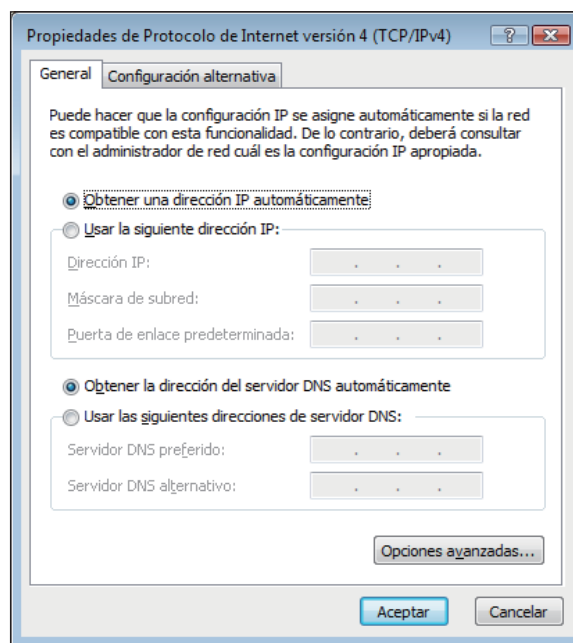 Propiedades de Protocolo de Internet versión 4 (TCP/IPv4)
General
Configuración alternativa
Puede hacer que la configuración IP se asigne automáticamente si la red
es compatible con esta funcionalidad. De lo contrario, deberá consultar
con el administrador de red cuál es la configuración IP apropiada.
Obtener una dirección IP automáticamente
Usar la siguiente dirección IP:
Dirección IP:
Máscara de subred:
Puerta de enlace predeterminada:
Obtener la dirección del servidor DNS automáticamente
Usar las siguientes direcciones de servidor DNS:
Servidor DNS preferido:
Servidor DNS alternativo:
Opciones avanzadas...
Aceptar
Cancelar